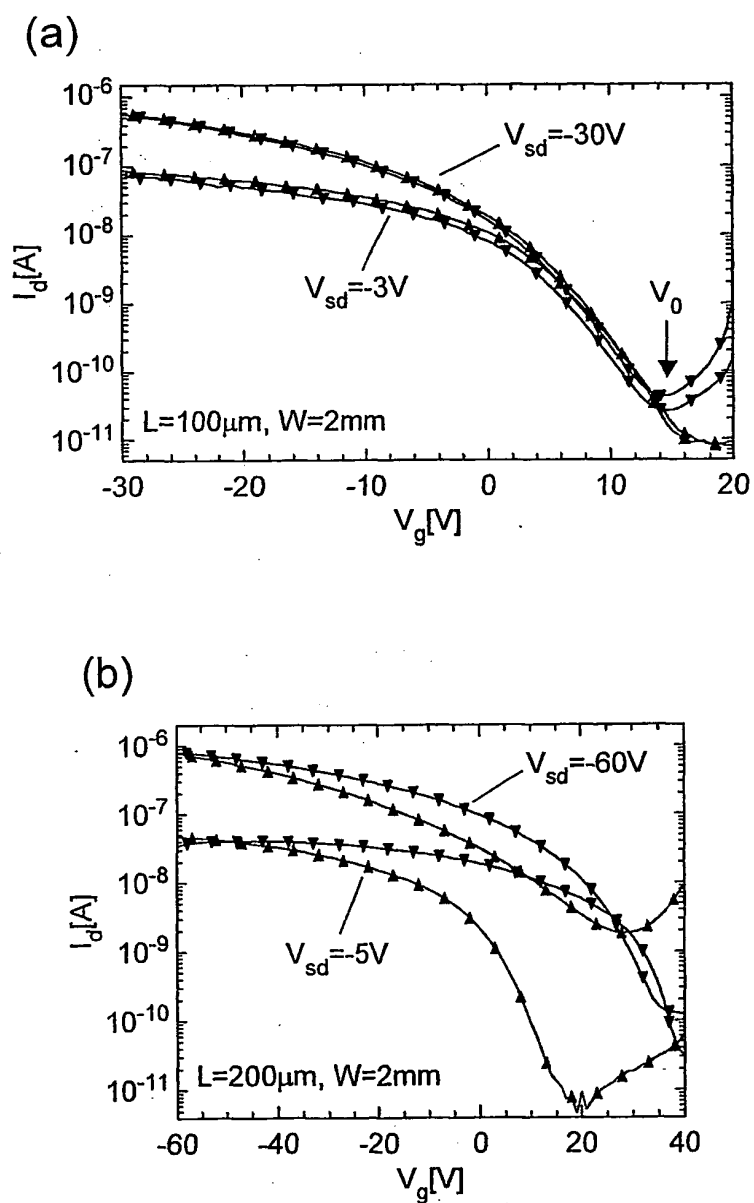 (a)
10^-6
10^-7
10^-8
10^-9
10^-10
10^-11
I_d[A]
V_sd=-30V
V_sd=-3V
V_0
L=100μm, W=2mm
-30 -20 -10 0 10 20
V_g[V]
(b)
10^-6
10^-7
10^-8
10^-9
10^-10
10^-11
I_d[A]
V_sd=-60V
V_sd=-5V
L=200μm, W=2mm
-60 -40 -20 0 20 40
V_g[V]